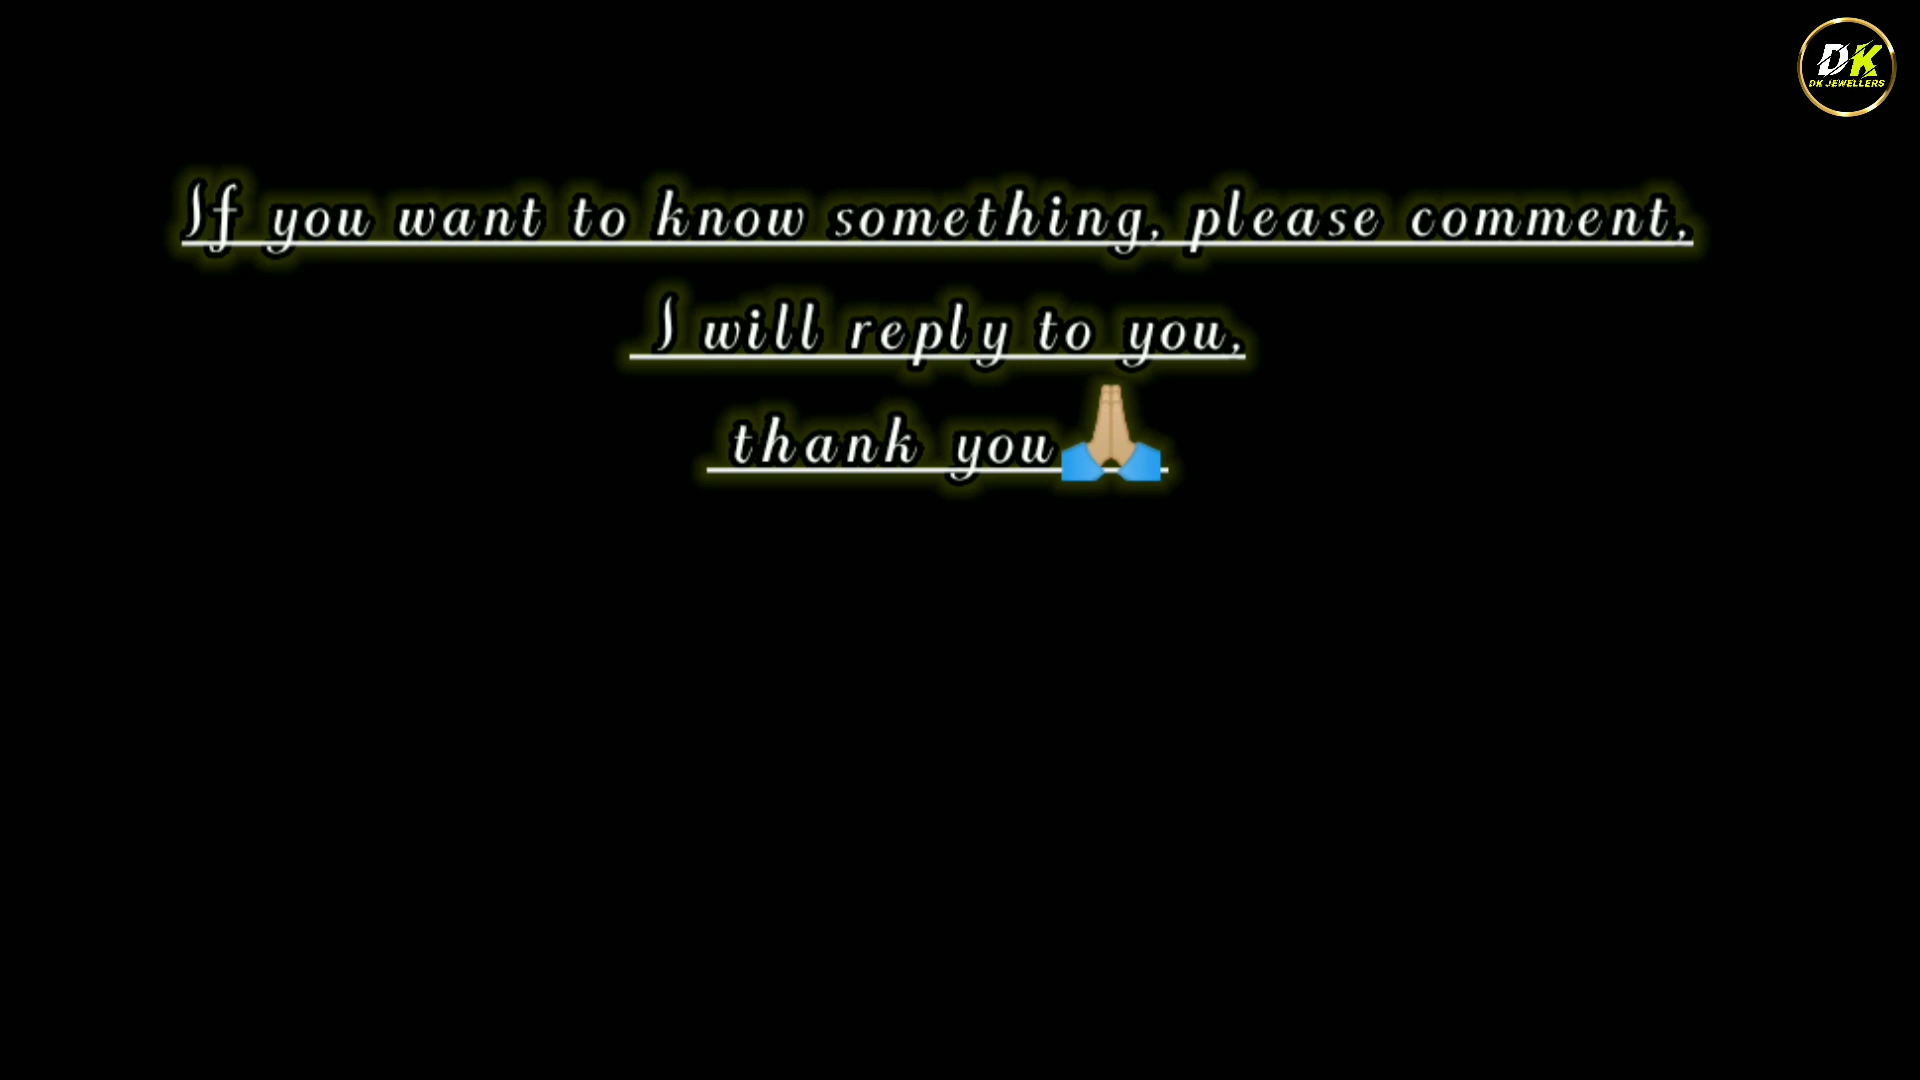 DK
DK JEWELLERS
If you want to know something, please comment,
I will reply to you,
thank you🙏🏼